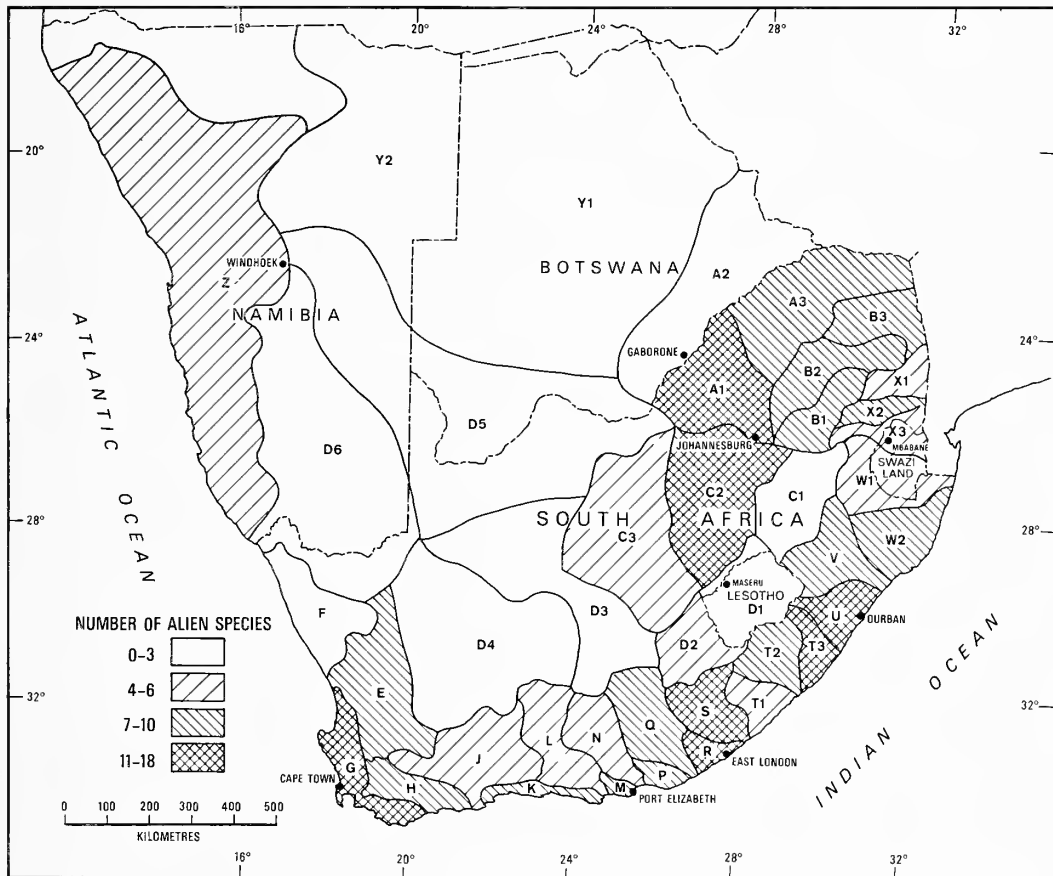 16° 20° 24° 28° 32°
20°
24°
28°
32°
20°
24°
28°
32°
Y2
Y1
WINDHOEK
Z
NAMIBIA
BOTSWANA
A2
A3
B3
GABORONE
A1
B2
X1
B1
X2
X3
JOHANNESBURG
MBABANE
SWAZI
LAND
W1
D5
D6
ATLANTIC OCEAN
SOUTH AFRICA
C3
C2
C1
V
W2
MASERU
LESOTHO
D1
U
DURBAN
F
D4
D3
D2
T2
T3
T1
E
S
R
EAST LONDON
INDIAN OCEAN
G
H
J
L
N
Q
K
M
P
CAPE TOWN
PORT ELIZABETH
NUMBER OF ALIEN SPECIES
0–3
4–6
7–10
11–18
0 100 200 300 400 500
KILOMETRES
16° 20° 24° 28° 32°